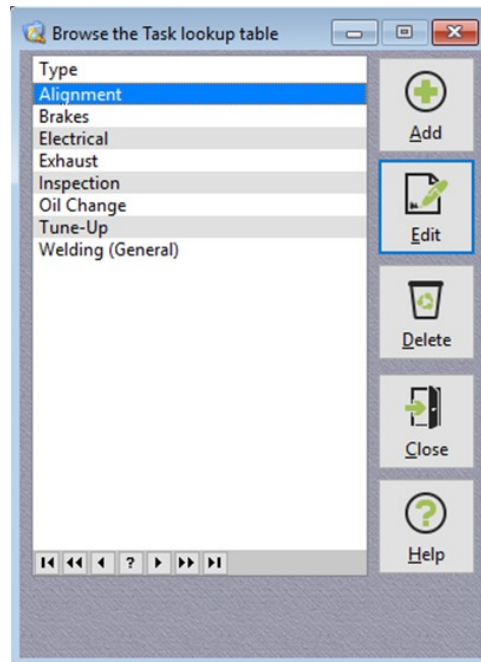 Browse the Task lookup table
Type
Alignment
Brakes
Electrical
Exhaust
Inspection
Oil Change
Tune-Up
Welding (General)
?
Add
Edit
Delete
Close
Help